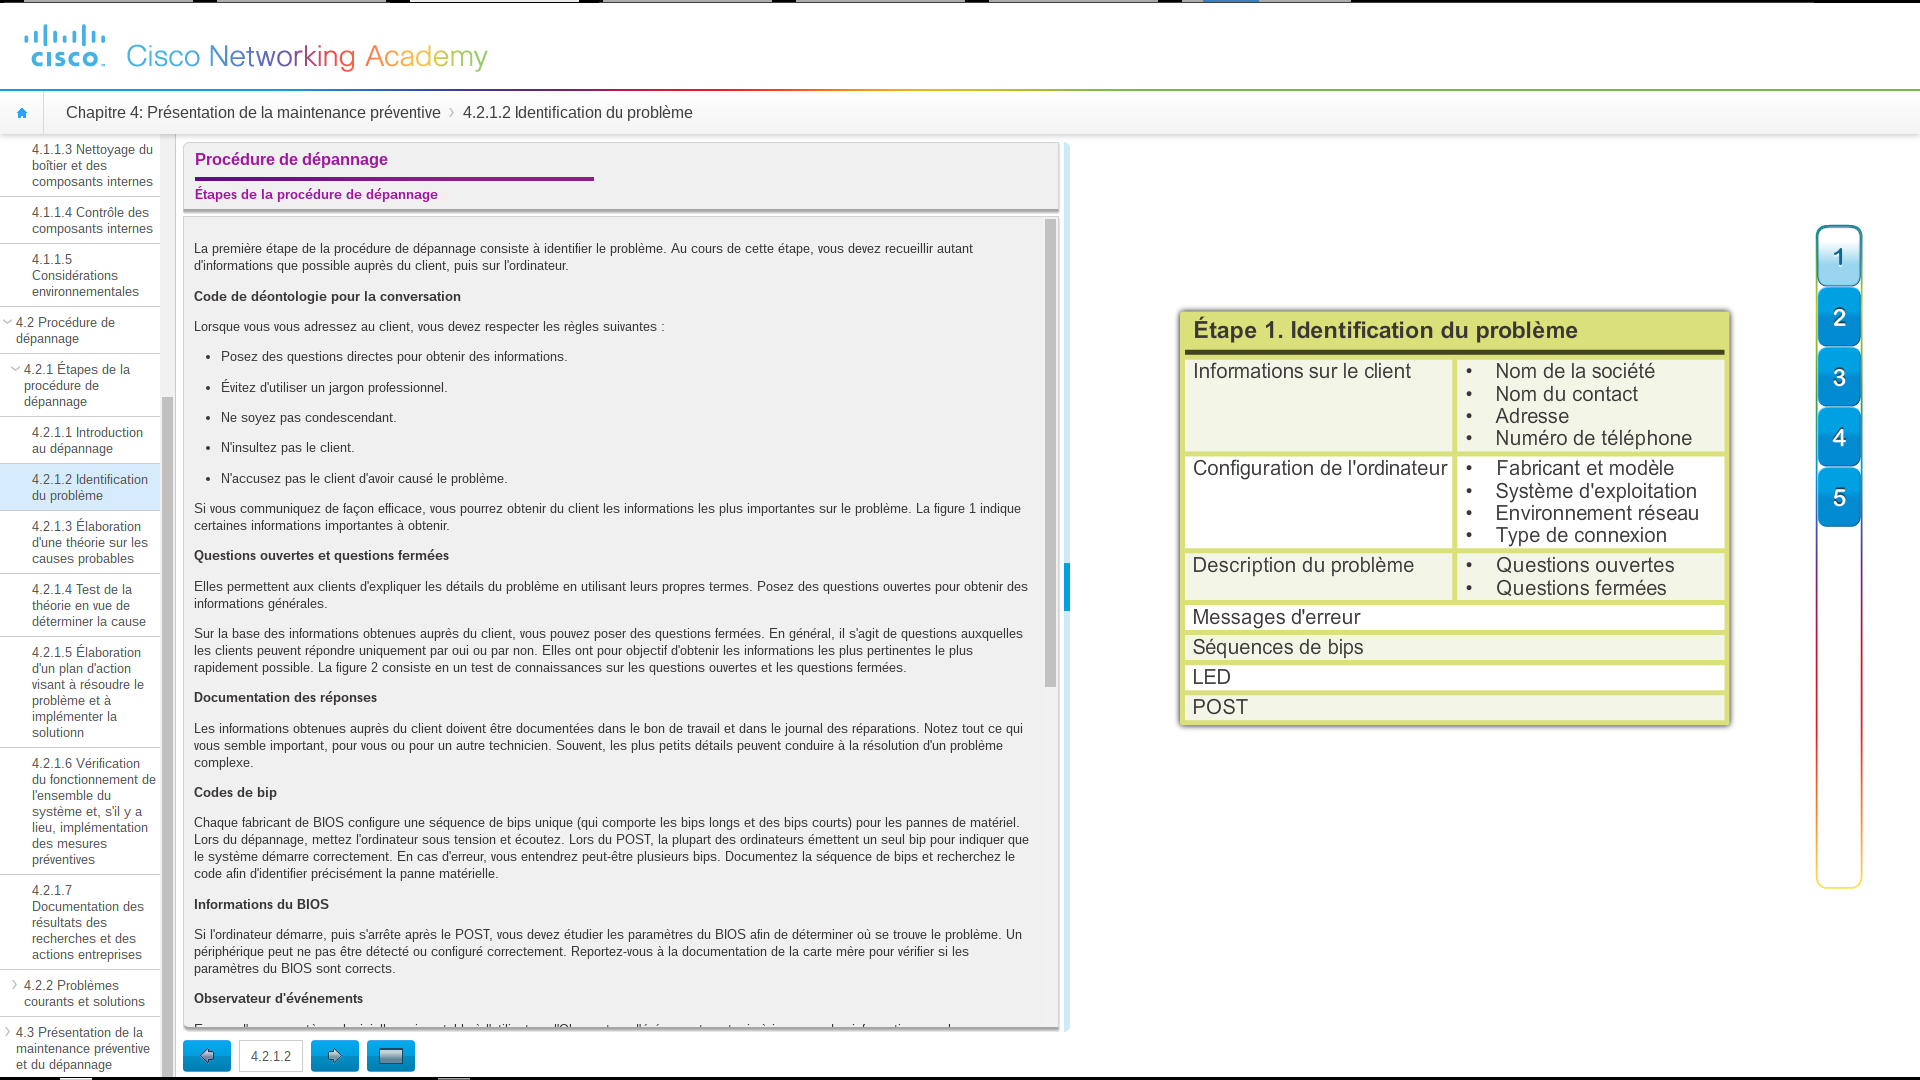 CISCO
Cisco Networking Academy
Chapitre 4: Présentation de la maintenance préventive
4.2.1.2 Identification du problème
4.1.1.3 Nettoyage du
boîtier et des
composants internes
4.1.1.4 Contrôle des
composants internes
4.1.1.5
Considérations
environnementales
4.2 Procédure de
dépannage
4.2.1 Étapes de la
procédure de
dépannage
4.2.1.1 Introduction
au dépannage
4.2.1.2 Identification
du problème
4.2.1.3 Élaboration
d'une théorie sur les
causes probables
4.2.1.4 Test de la
théorie en vue de
déterminer la cause
4.2.1.5 Élaboration
d'un plan d'action
visant à résoudre le
problème et à
implémenter la
solutionn
4.2.1.6 Vérification
du fonctionnement de
l'ensemble du
système et, s'il y a
lieu, implémentation
des mesures
préventives
4.2.1.7
Documentation des
résultats des
recherches et des
actions entreprises
4.2.2 Problèmes
courants et solutions
4.3 Présentation de la
maintenance préventive
et du dépannage
Procédure de dépannage
Étapes de la procédure de dépannage
La première étape de la procédure de dépannage consiste à identifier le problème. Au cours de cette étape, vous devez recueillir autant
d'informations que possible auprès du client, puis sur l'ordinateur.
Code de déontologie pour la conversation
Lorsque vous vous adressez au client, vous devez respecter les règles suivantes :
• Posez des questions directes pour obtenir des informations.
• Évitez d'utiliser un jargon professionnel.
• Ne soyez pas condescendant.
• N'insultez pas le client.
• N'accusez pas le client d'avoir causé le problème.
Si vous communiquez de façon efficace, vous pourrez obtenir du client les informations les plus importantes sur le problème. La figure 1 indique
certaines informations importantes à obtenir.
Questions ouvertes et questions fermées
Elles permettent aux clients d'expliquer les détails du problème en utilisant leurs propres termes. Posez des questions ouvertes pour obtenir des
informations générales.
Sur la base des informations obtenues auprès du client, vous pouvez poser des questions fermées. En général, il s'agit de questions auxquelles
les clients peuvent répondre uniquement par oui ou par non. Elles ont pour objectif d'obtenir les informations les plus pertinentes le plus
rapidement possible. La figure 2 consiste en un test de connaissances sur les questions ouvertes et les questions fermées.
Documentation des réponses
Les informations obtenues auprès du client doivent être documentées dans le bon de travail et dans le journal des réparations. Notez tout ce qui
vous semble important, pour vous ou pour un autre technicien. Souvent, les plus petits détails peuvent conduire à la résolution d'un problème
complexe.
Codes de bip
Chaque fabricant de BIOS configure une séquence de bips unique (qui comporte les bips longs et des bips courts) pour les pannes de matériel.
Lors du dépannage, mettez l'ordinateur sous tension et écoutez. Lors du POST, la plupart des ordinateurs émettent un seul bip pour indiquer que
le système démarre correctement. En cas d'erreur, vous entendrez peut-être plusieurs bips. Documentez la séquence de bips et recherchez le
code afin d'identifier précisément la panne matérielle.
Informations du BIOS
Si l'ordinateur démarre, puis s'arrête après le POST, vous devez étudier les paramètres du BIOS afin de déterminer où se trouve le problème. Un
périphérique peut ne pas être détecté ou configuré correctement. Reportez-vous à la documentation de la carte mère pour vérifier si les
paramètres du BIOS sont corrects.
Observateur d'événements
4.2.1.2
Étape 1. Identification du problème
Informations sur le client
• Nom de la société
• Nom du contact
• Adresse
• Numéro de téléphone
Configuration de l'ordinateur
• Fabricant et modèle
• Système d'exploitation
• Environnement réseau
• Type de connexion
Description du problème
• Questions ouvertes
• Questions fermées
Messages d'erreur
Séquences de bips
LED
POST
1
2
3
4
5